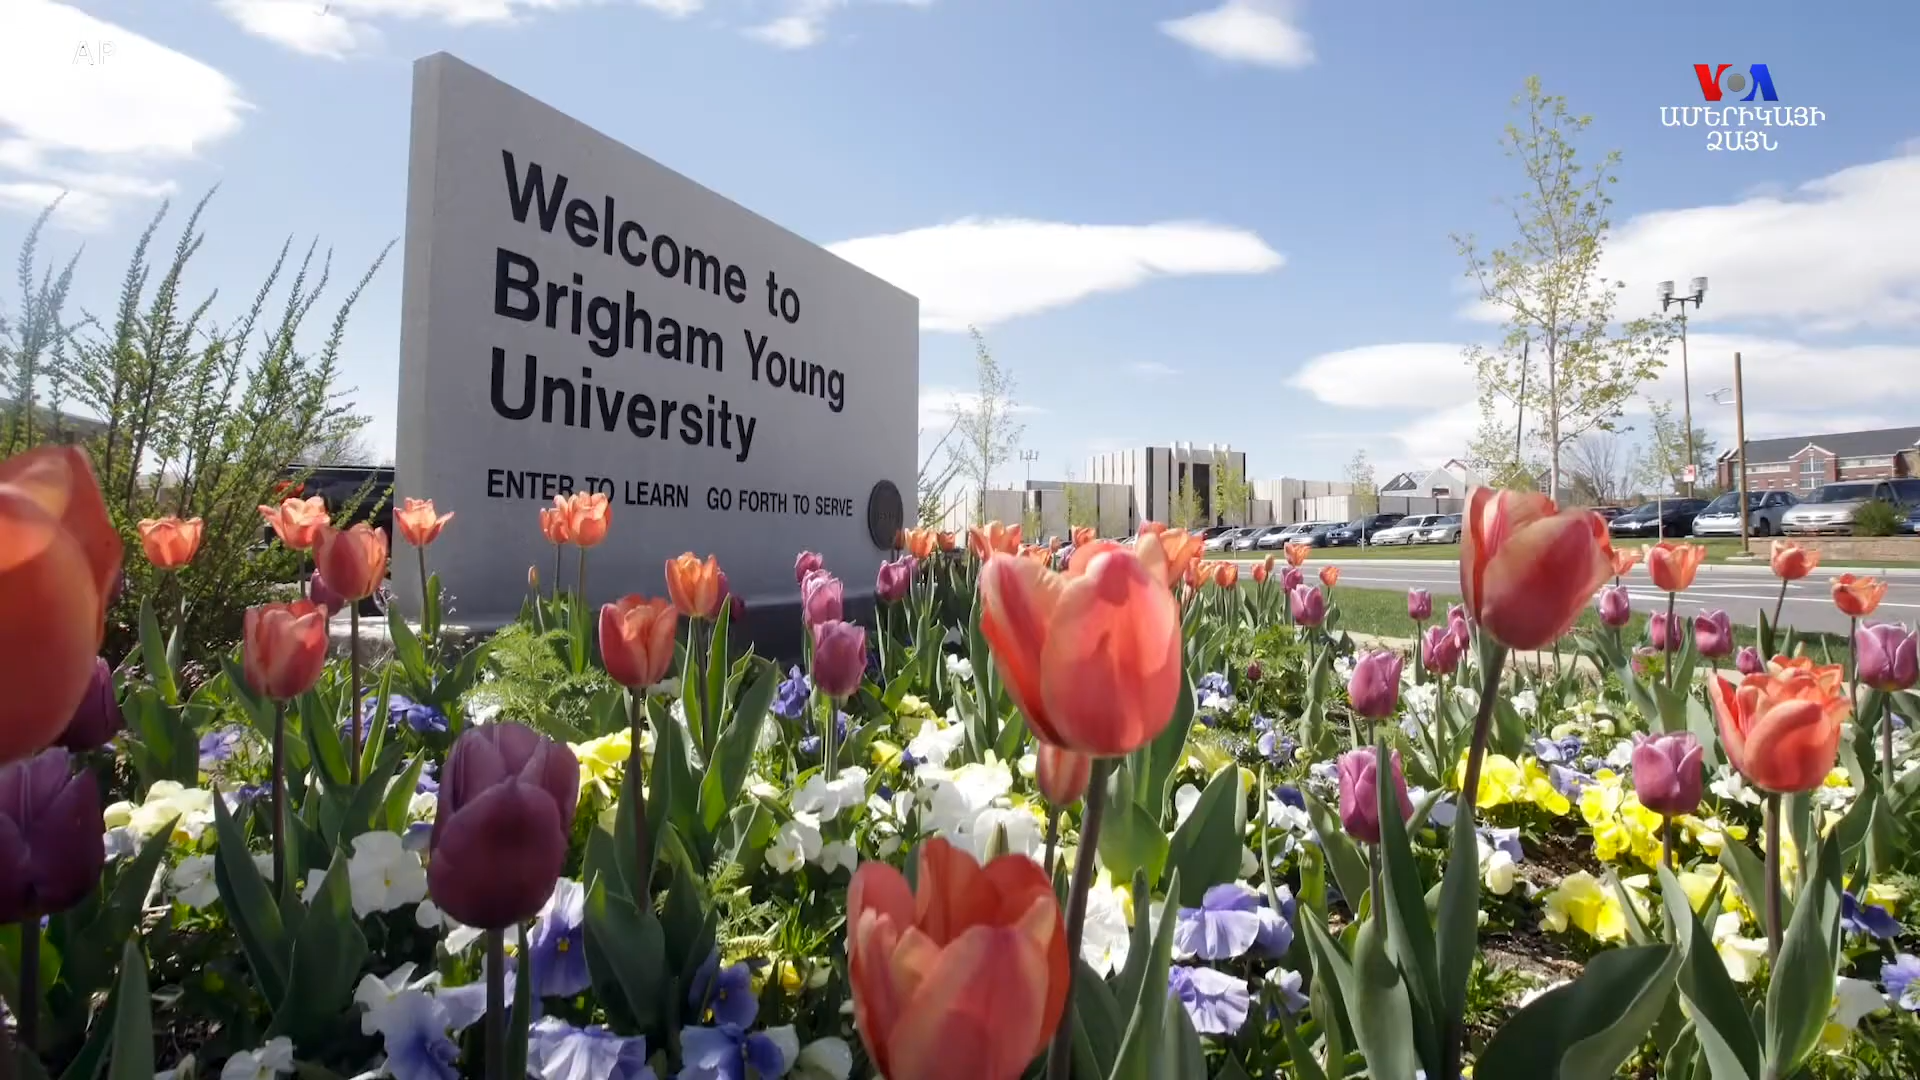 AP
VOA
ԱՄԵՐԻԿԱՅԻ
ՁԱՅՆ
Welcome to
Brigham Young
University
ENTER TO LEARN GO FORTH TO SERVE